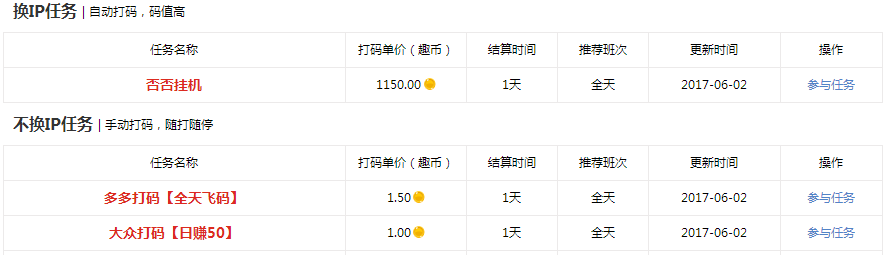 换IP任务 | 自动打码，码值高
任务名称 打码单价（趣币） 结算时间 推荐班次 更新时间 操作
否否挂机 1150.00 1天 全天 2017-06-02 参与任务
不换IP任务 | 手动打码，随打随停
任务名称 打码单价（趣币） 结算时间 推荐班次 更新时间 操作
多多打码【全天飞码】 1.50 1天 全天 2017-06-02 参与任务
大众打码【日赚50】 1.00 1天 全天 2017-06-02 参与任务